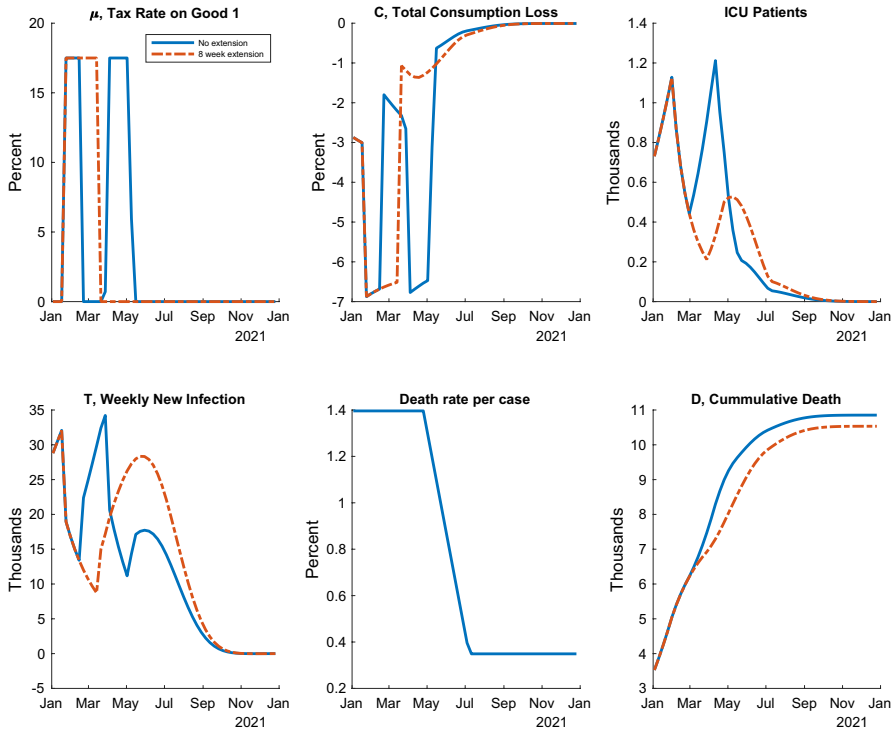 μ, Tax Rate on Good 1
20
15
10
5
0
Percent
No extension
8 week extension
Jan Mar May Jul Sep Nov Jan
2021
C, Total Consumption Loss
0
-1
-2
-3
-4
-5
-6
-7
Percent
Jan Mar May Jul Sep Nov Jan
2021
ICU Patients
1.4
1.2
1
0.8
0.6
0.4
0.2
0
Thousands
Jan Mar May Jul Sep Nov Jan
2021
T, Weekly New Infection
35
30
25
20
15
10
5
0
-5
Thousands
Jan Mar May Jul Sep Nov Jan
2021
Death rate per case
1.4
1.2
1
0.8
0.6
0.4
0.2
Percent
Jan Mar May Jul Sep Nov Jan
2021
D, Cummulative Death
11
10
9
8
7
6
5
4
3
Thousands
Jan Mar May Jul Sep Nov Jan
2021